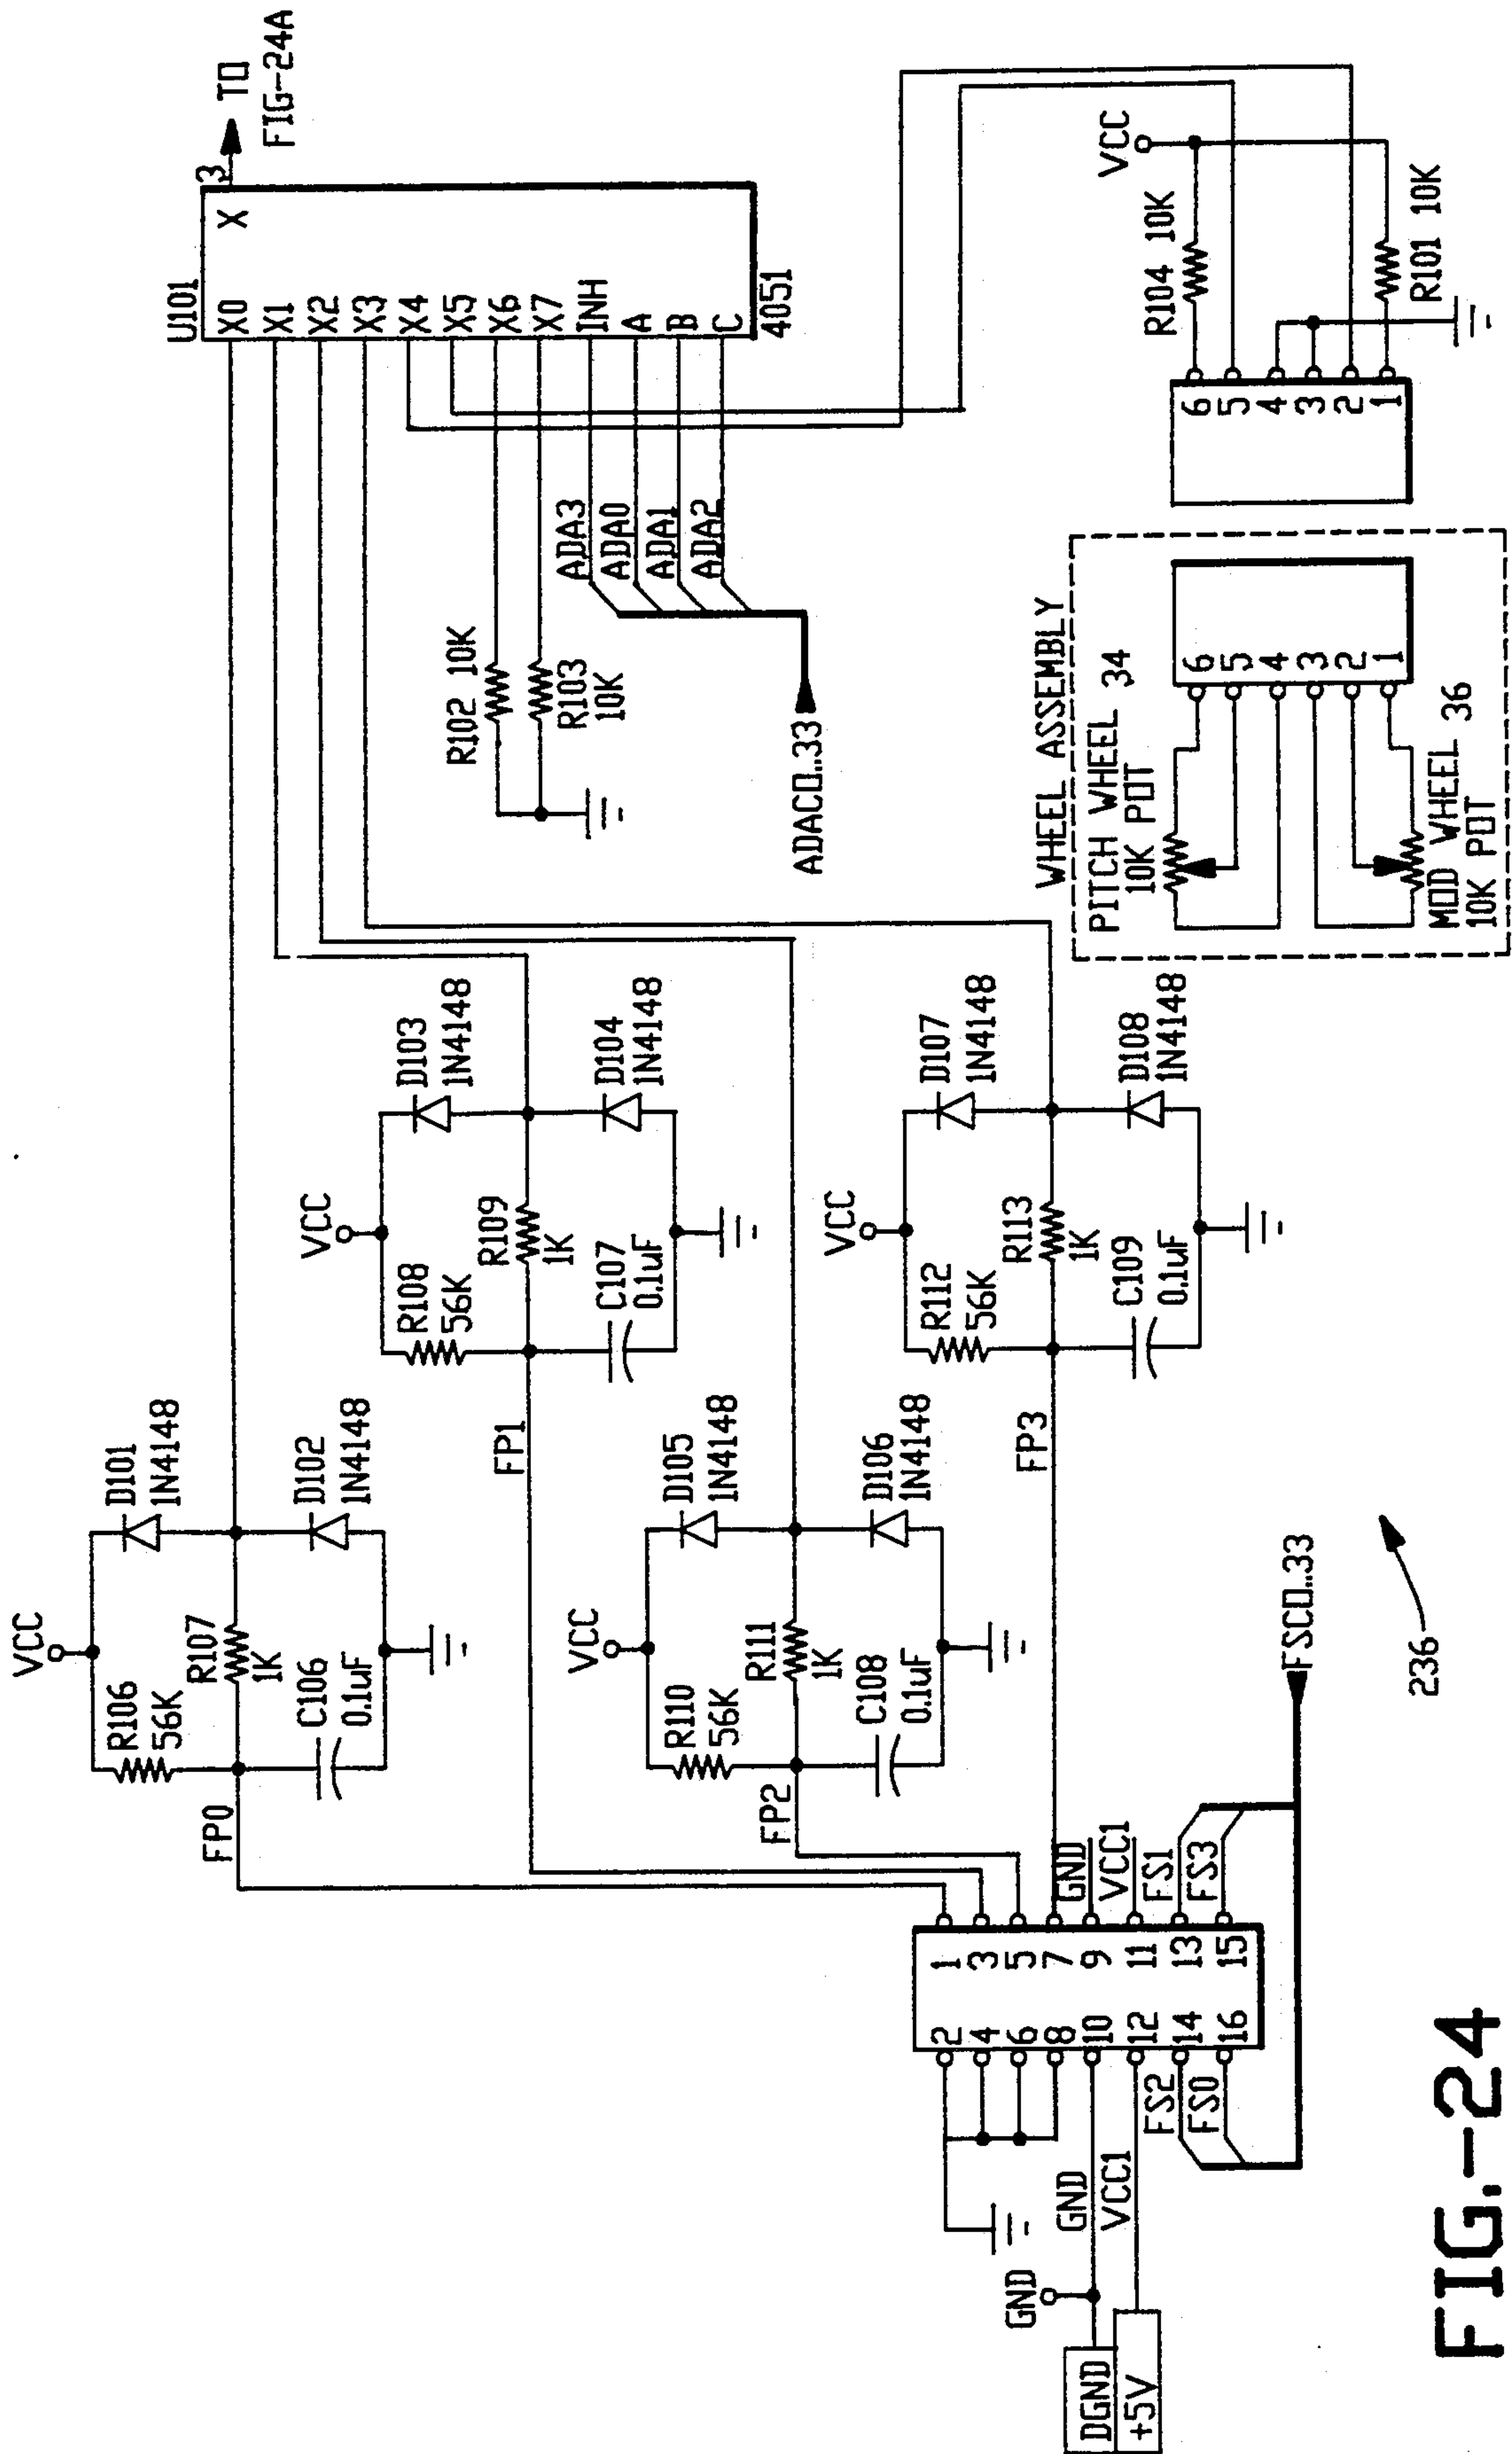 VCC
R106
56K
R107
1K
C106
0.1uF
D101
1N4148
D102
1N4148
FP0
VCC
R108
56K
R109
1K
C107
0.1uF
D103
1N4148
D104
1N4148
FP1
VCC
R110
56K
R111
1K
C108
0.1uF
D105
1N4148
D106
1N4148
FP2
VCC
R112
56K
R113
1K
C109
0.1uF
D107
1N4148
D108
1N4148
FP3
U101
X0 X
X1
X2
X3
X4
X5
X6
X7
INH
A
B
C
4051
3
TO
FIG-24A
R102 10K
R103
10K
ADA3
ADA0
ADA1
ADA2
ADAC0..33
2 1
4 3
6 5
8 7
10 9
12 11
14 13
16 15
GND
VCC1
FS1
FS3
GND
VCC1
FS2
FS0
GND
DGND
+5V
FSC0..33
236
WHEEL ASSEMBLY
PITCH WHEEL 34
10K POT
6
5
4
3
2
1
MOD WHEEL 36
10K POT
6
5
4
3
2
1
VCC
R104 10K
R101 10K
FIG.-24